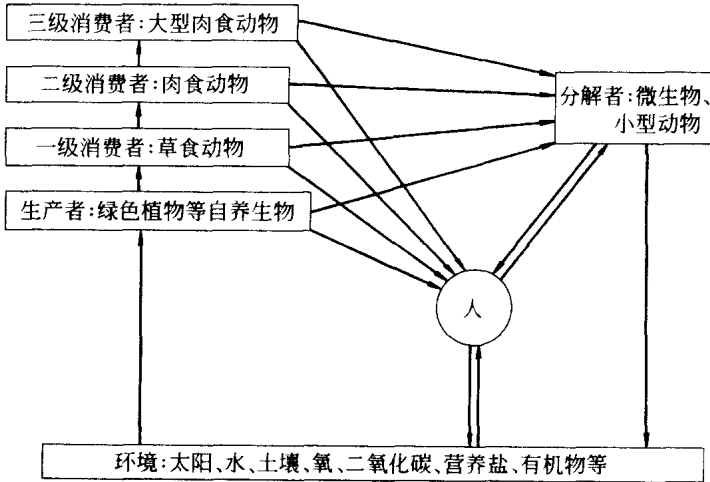 三级消费者:大型肉食动物
二级消费者:肉食动物
一级消费者:草食动物
生产者:绿色植物等自养生物
分解者:微生物、
小型动物
人
环境:太阳、水、土壤、氧、二氧化碳、营养盐、有机物等